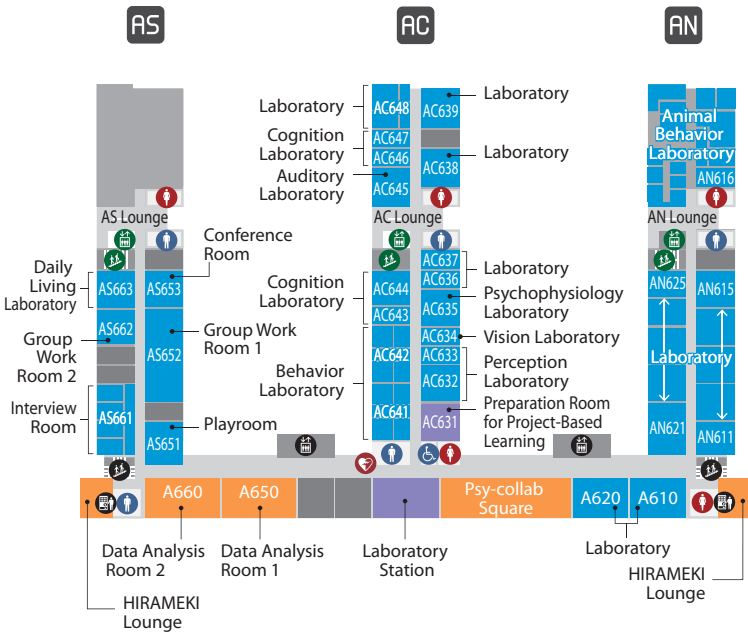 AS
AC
AN
Laboratory
AC648
AC639
Laboratory
Cognition
Laboratory
AC647
AC646
AC638
Laboratory
Auditory
Laboratory
AC645
Animal
Behavior
Laboratory
AN616
AS Lounge
AC Lounge
AN Lounge
Conference
Room
Daily
Living
Laboratory
AS663
AS653
Group
Work
Room 2
AS662
AS652
Group Work
Room 1
Interview
Room
AS661
AS651
Playroom
Cognition
Laboratory
AC644
AC643
AC637
AC636
Laboratory
AC635
Psychophysiology
Laboratory
AC634
Vision Laboratory
Behavior
Laboratory
AC642
AC641
AC633
AC632
Perception
Laboratory
AC631
Preparation Room
for Project-Based
Learning
AN625
AN615
Laboratory
AN621
AN611
A660
A650
Psy-collab
Square
A620
A610
Data Analysis
Room 2
Data Analysis
Room 1
Laboratory
Station
Laboratory
HIRAMEKI
Lounge
HIRAMEKI
Lounge